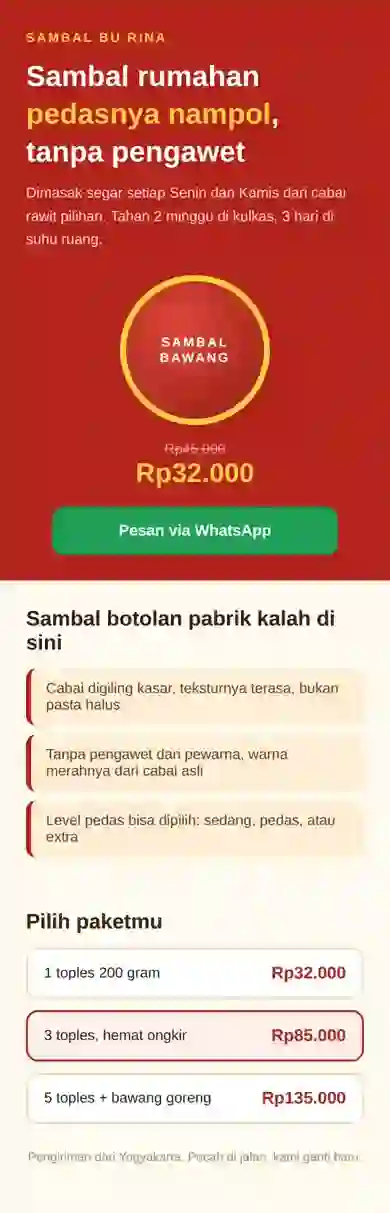 SAMBAL BU RINA
Sambal rumahan
pedasnya nampol,
tanpa pengawet
Dimasak segar setiap Senin dan Kamis dari cabai
rawit pilihan. Tahan 2 minggu di kulkas, 3 hari di
suhu ruang.
SAMBAL
BAWANG
Rp45.000
Rp32.000
Pesan via WhatsApp
Sambal botolan pabrik kalah di
sini
Cabai digiling kasar, teksturnya terasa, bukan
pasta halus
Tanpa pengawet dan pewarna, warna
merahnya dari cabai asli
Level pedas bisa dipilih: sedang, pedas, atau
extra
Pilih paketmu
1 toples 200 gram
Rp32.000
3 toples, hemat ongkir
Rp85.000
5 toples + bawang goreng
Rp135.000
Pengiriman dari Yogyakarta. Pecah di jalan, kami ganti baru.